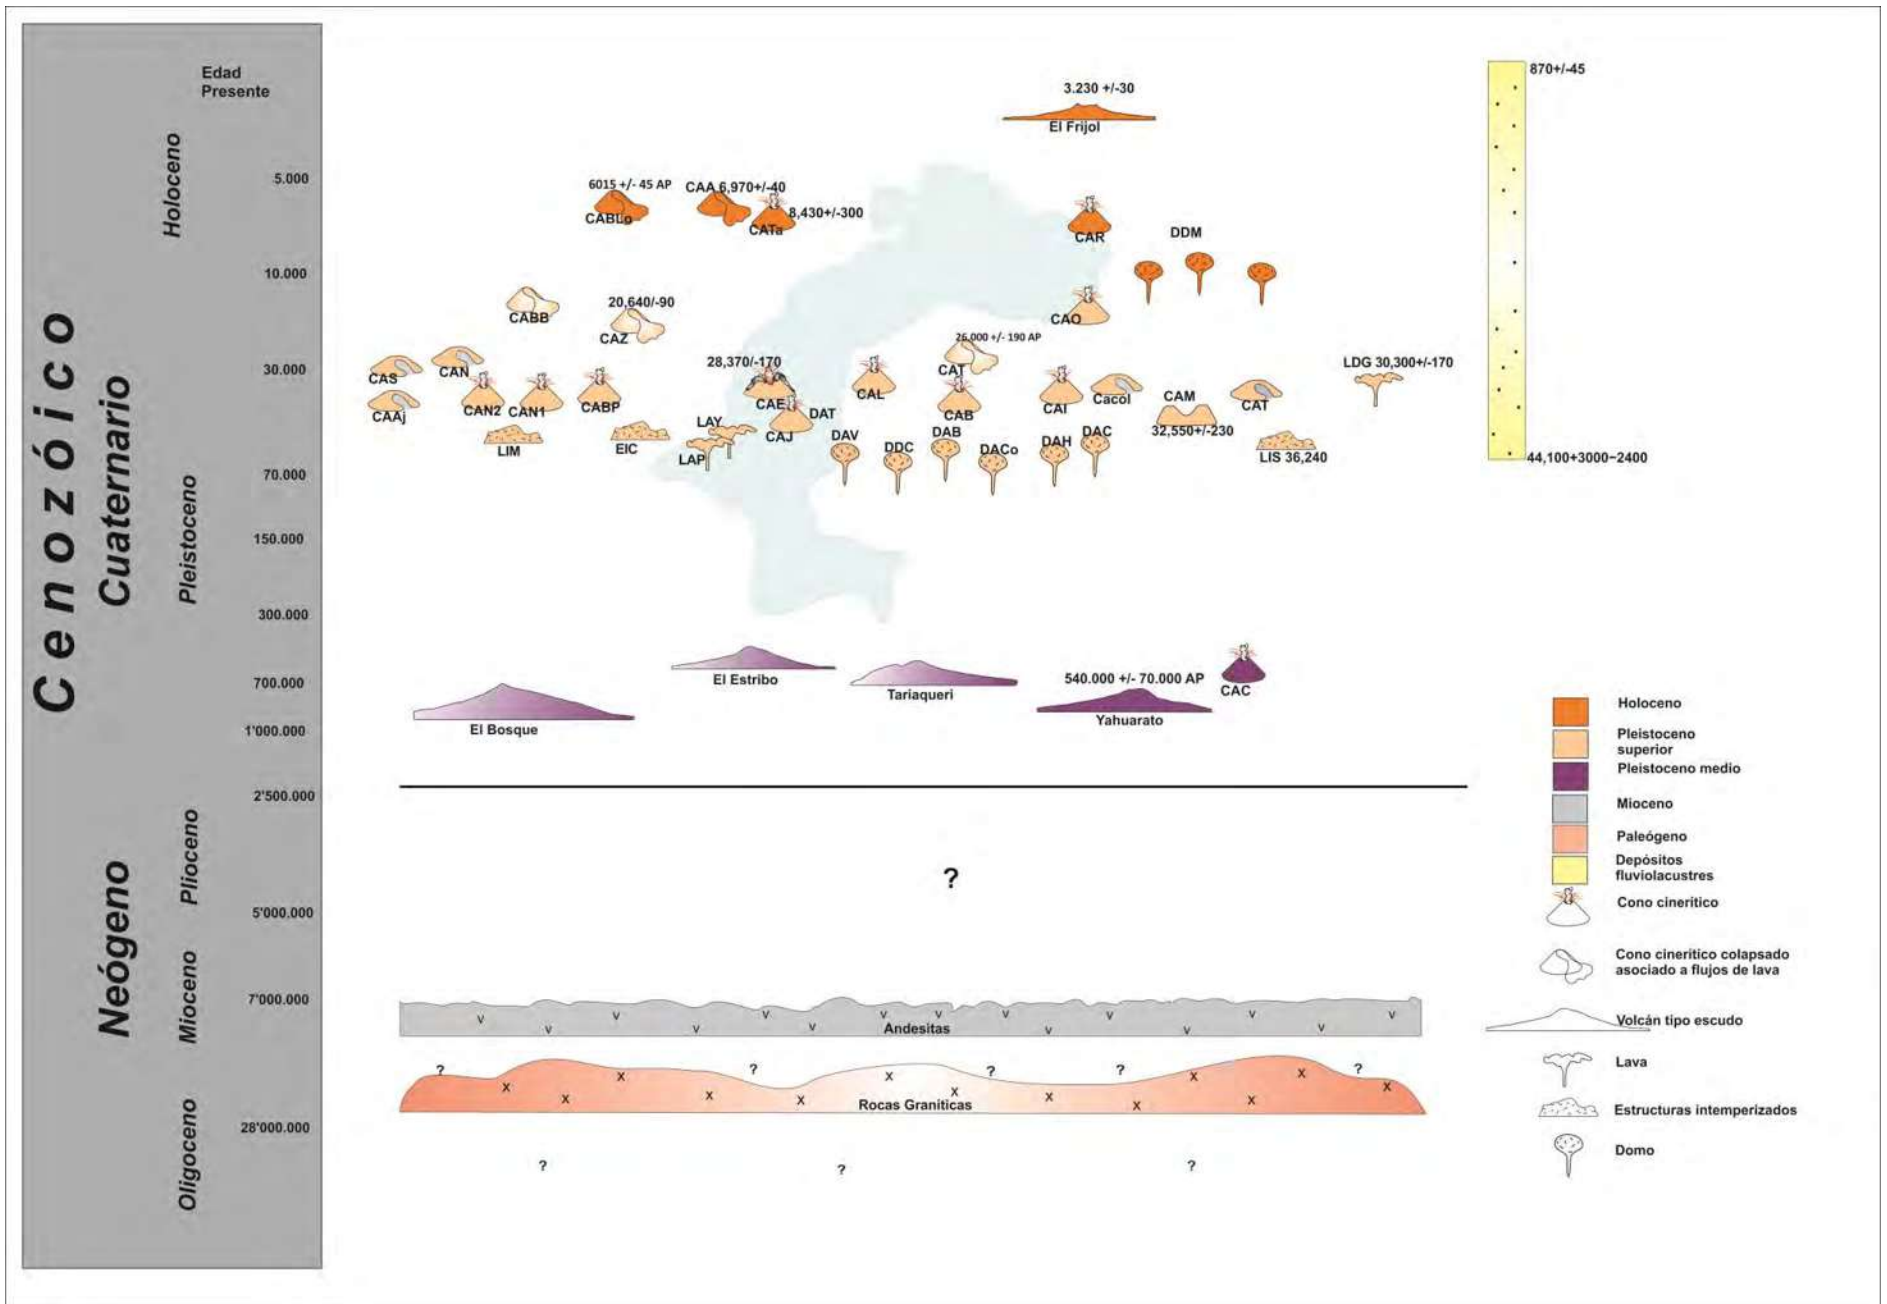 Cenozóico
Cuaternario
Neógeno
Holoceno
Pleistoceno
Plioceno
Mioceno
Oligoceno
Edad
Presente
5.000
10.000
30.000
70.000
150.000
300.000
700.000
1'000.000
2'500.000
5'000.000
7'000.000
28'000.000
3.230 +/-30
El Frijol
6015 +/- 45 AP
CABLo
CAA 6,970+/-40
8,430+/-300
CATa
CAR
DDM
CABB
20,640/-90
CAZ
CAO
26.000 +/- 190 AP
CAT
CAS
CAN
CAAj
CAN2
CAN1
CABP
28,370/-170
CAE
CAL
CAB
CAI
Cacol
CAM
32,550+/-230
CAT
LDG 30,300+/-170
LIM
EIC
LAY
LAP
CAJ
DAT
DAV
DDC
DAB
DACo
DAH
DAC
LIS 36,240
870+/-45
44,100+3000−2400
El Bosque
El Estribo
Tariaqueri
540.000 +/- 70.000 AP
Yahuarato
CAC
?
v v v v v v v v v v v v v v v v
Andesitas
? ? ? ? ?
x x x x x x x x x x x x x
Rocas Graníticas
? ? ?
Holoceno
Pleistoceno
superior
Pleistoceno medio
Mioceno
Paleógeno
Depósitos
fluviolacustres
Cono cinerítico
Cono cinerítico colapsado
asociado a flujos de lava
Volcán tipo escudo
Lava
Estructuras intemperizados
Domo